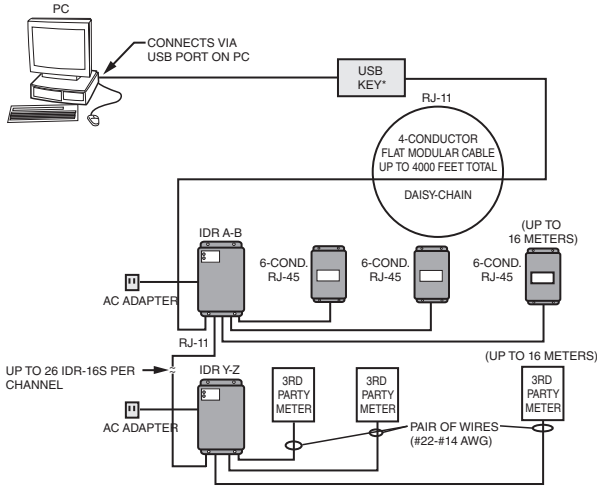 PC
CONNECTS VIA
USB PORT ON PC
USB
KEY*
RJ-11
4-CONDUCTOR
FLAT MODULAR CABLE
UP TO 4000 FEET TOTAL
DAISY-CHAIN
IDR A-B
6-COND.
RJ-45
6-COND.
RJ-45
(UP TO
16 METERS)
6-COND.
RJ-45
AC ADAPTER
RJ-11
UP TO 26 IDR-16S PER
CHANNEL
IDR Y-Z
AC ADAPTER
3RD
PARTY
METER
3RD
PARTY
METER
(UP TO 16 METERS)
3RD
PARTY
METER
PAIR OF WIRES
(#22-#14 AWG)